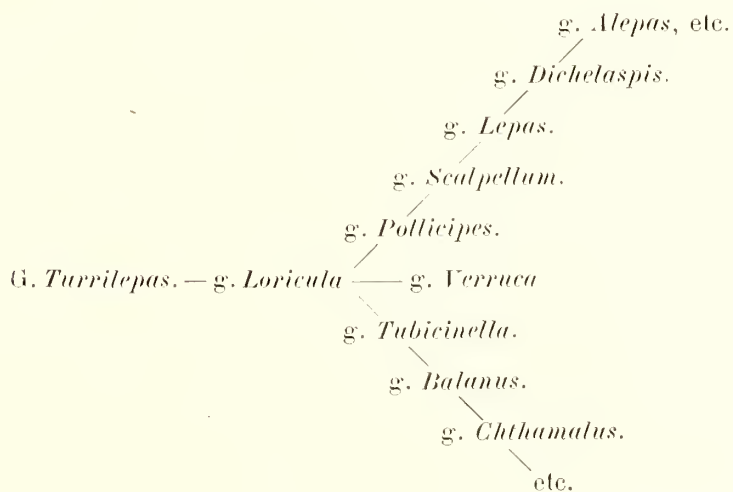 g. Alepas, etc.
g. Dichelaspis.
g. Lepas.
g. Scalpellum.
g. Pollicipes.
G. Turrilepas. — g. Loricula — g. Verruca
g. Tubicinella.
g. Balanus.
g. Chthamalus.
etc.